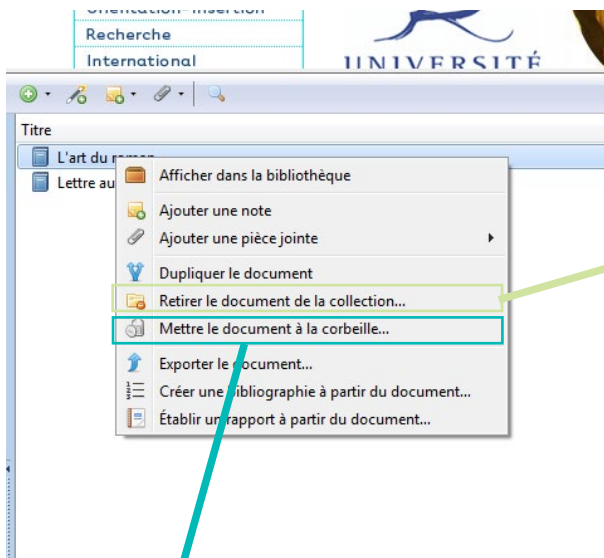 Orientation-Insertion
Recherche
International
UNIVERSITÉ
Titre
L'art du roman
Lettre au
Afficher dans la bibliothèque
Ajouter une note
Ajouter une pièce jointe
Dupliquer le document
Retirer le document de la collection...
Mettre le document à la corbeille...
Exporter le document...
Créer une bibliographie à partir du document...
Établir un rapport à partir du document...